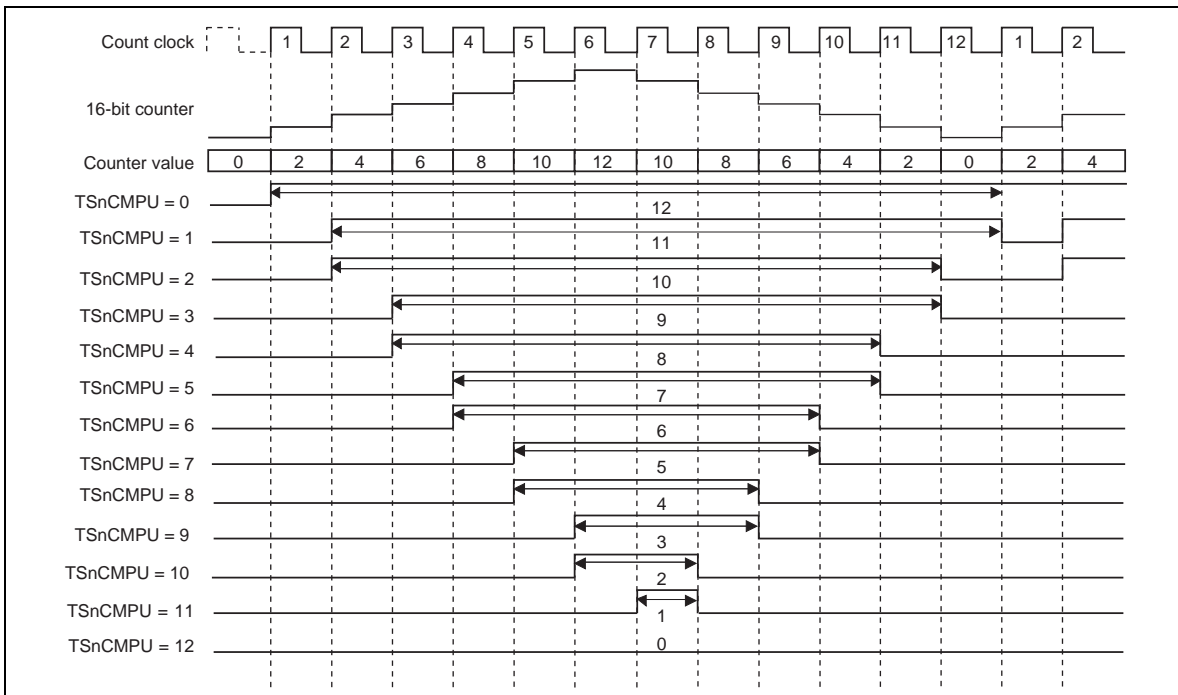 Count clock 1 2 3 4 5 6 7 8 9 10 11 12 1 2
16-bit counter
Counter value 0 2 4 6 8 10 12 10 8 6 4 2 0 2 4
TSnCMPU = 0
12
TSnCMPU = 1
11
TSnCMPU = 2
10
TSnCMPU = 3
9
TSnCMPU = 4
8
TSnCMPU = 5
7
TSnCMPU = 6
6
TSnCMPU = 7
5
TSnCMPU = 8
4
TSnCMPU = 9
3
TSnCMPU = 10
2
TSnCMPU = 11
1
TSnCMPU = 12
0